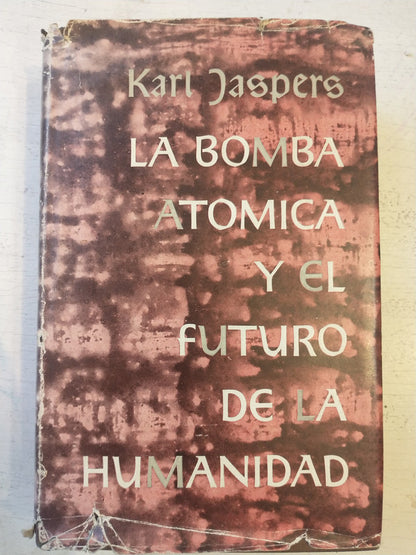 Karl Jaspers
LA BOMBA
ATOMICA
Y EL
FUTURO
DE LA
HUMANIDAD